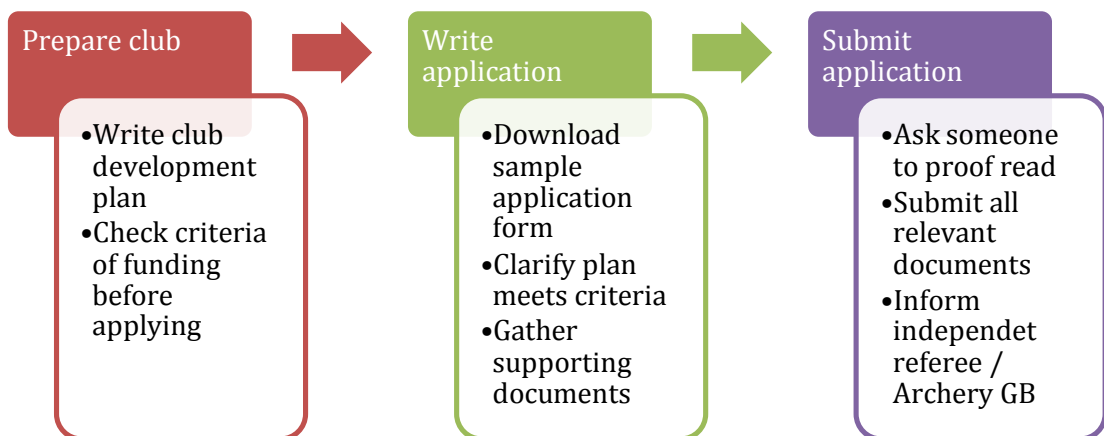 Prepare club
•Write club
development
plan
•Check criteria
of funding
before
applying
Write
application
•Download
sample
application
form
•Clarify plan
meets criteria
•Gather
supporting
documents
Submit
application
•Ask someone
to proof read
•Submit all
relevant
documents
•Inform
independet
referee /
Archery GB